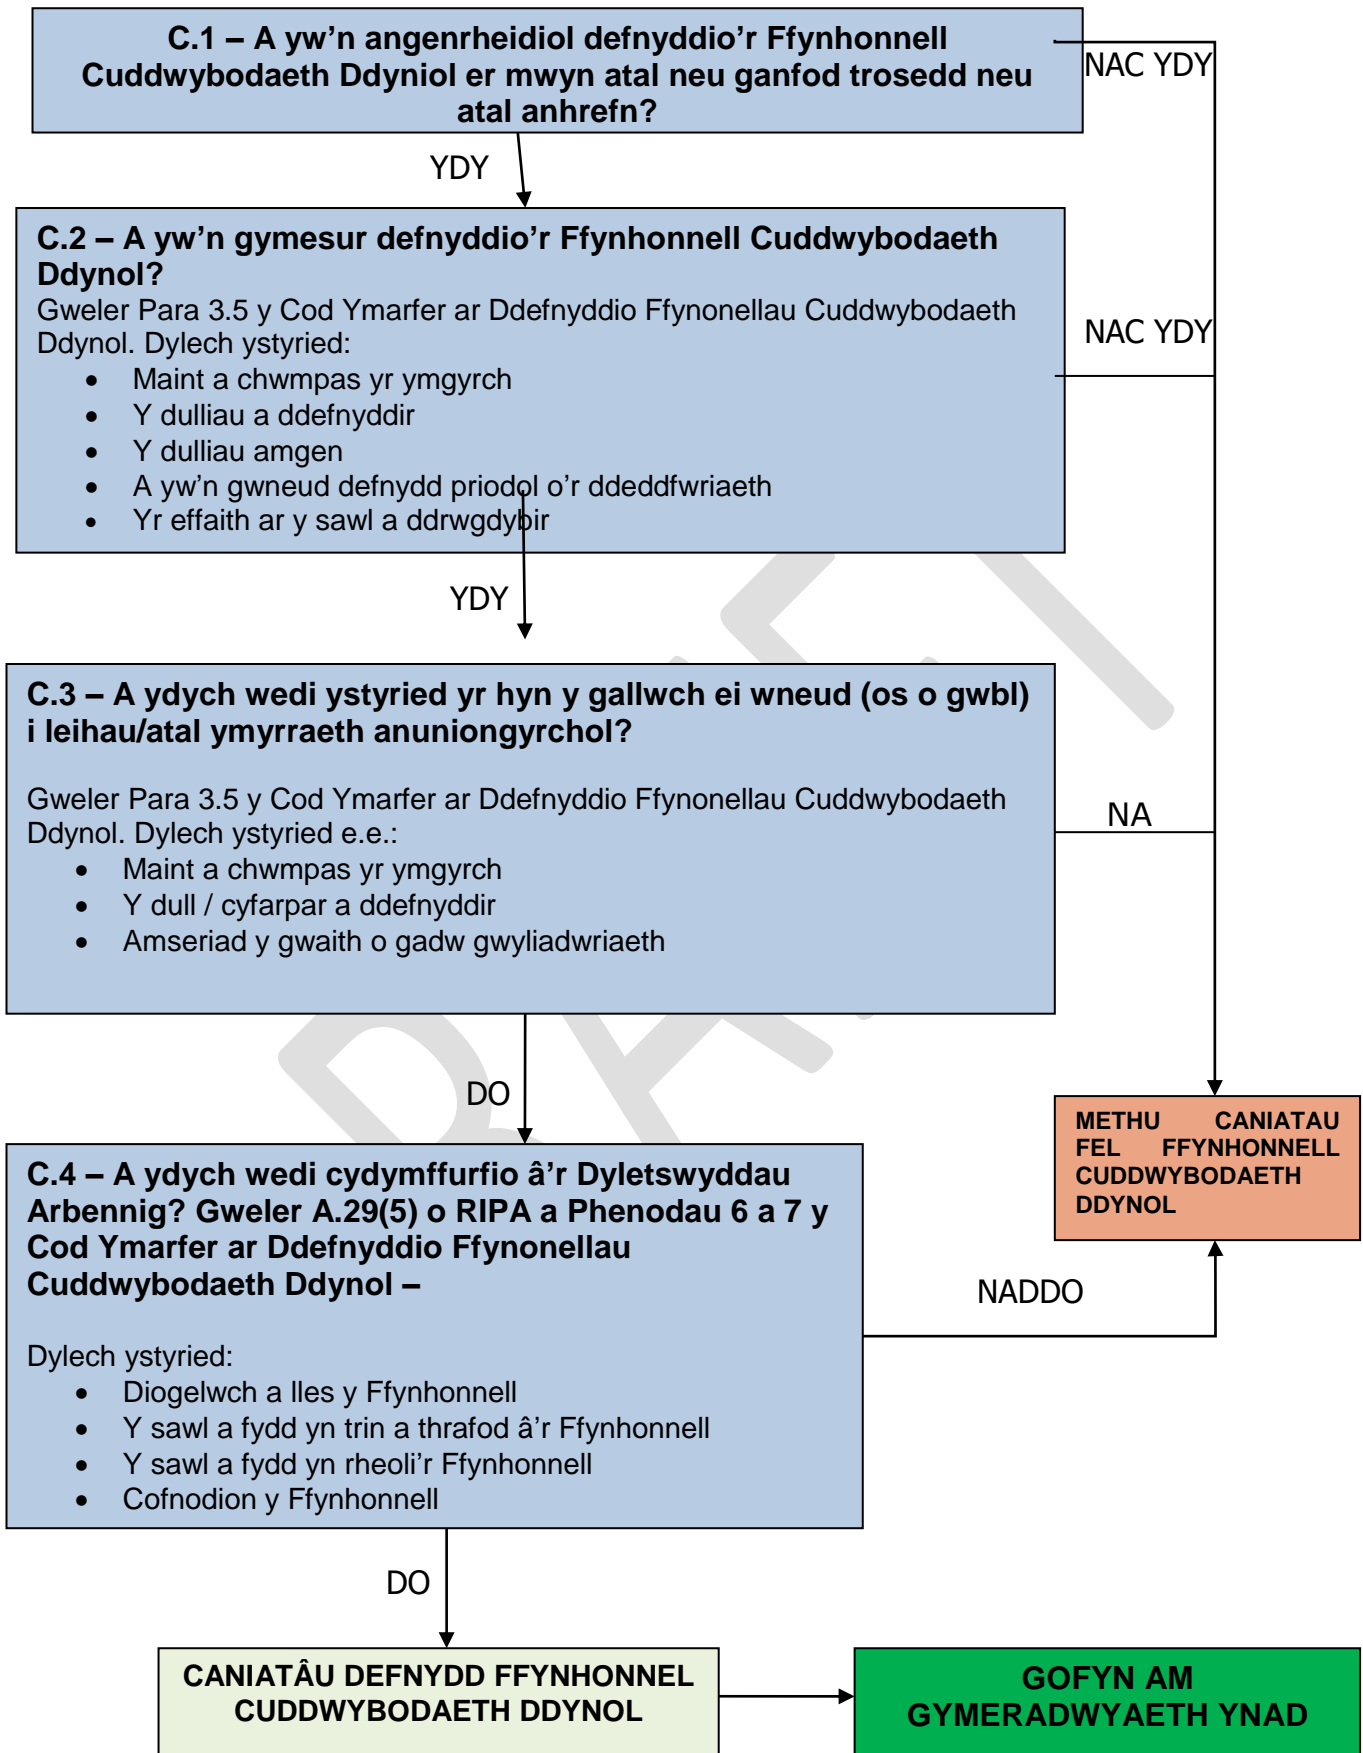 C.1 – A yw'n angenrheidiol defnyddio'r Ffynhonnell
Cuddwybodaeth Ddyniol er mwyn atal neu ganfod trosedd neu
atal anhrefn?
NAC YDY
YDY
C.2 – A yw'n gymesur defnyddio'r Ffynhonnell Cuddwybodaeth
Ddynol?
Gweler Para 3.5 y Cod Ymarfer ar Ddefnyddio Ffynonellau Cuddwybodaeth
Ddynol. Dylech ystyried:
• Maint a chwmpas yr ymgyrch
• Y dulliau a ddefnyddir
• Y dulliau amgen
• A yw'n gwneud defnydd priodol o'r ddeddfwriaeth
• Yr effaith ar y sawl a ddrwgdybir
NAC YDY
YDY
C.3 – A ydych wedi ystyried yr hyn y gallwch ei wneud (os o gwbl)
i leihau/atal ymyrraeth anuniongyrchol?
Gweler Para 3.5 y Cod Ymarfer ar Ddefnyddio Ffynonellau Cuddwybodaeth
Ddynol. Dylech ystyried e.e.:
• Maint a chwmpas yr ymgyrch
• Y dull / cyfarpar a ddefnyddir
• Amseriad y gwaith o gadw gwyliadwriaeth
NA
DO
METHU CANIATAU
FEL FFYNHONNELL
CUDDWYBODAETH
DDYNOL
C.4 – A ydych wedi cydymffurfio â'r Dyletswyddau
Arbennig? Gweler A.29(5) o RIPA a Phenodau 6 a 7 y
Cod Ymarfer ar Ddefnyddio Ffynonellau
Cuddwybodaeth Ddynol –
Dylech ystyried:
• Diogelwch a lles y Ffynhonnell
• Y sawl a fydd yn trin a thrafod â'r Ffynhonnell
• Y sawl a fydd yn rheoli'r Ffynhonnell
• Cofnodion y Ffynhonnell
NADDO
DO
CANIATÂU DEFNYDD FFYNHONNEL
CUDDWYBODAETH DDYNOL
GOFYN AM
GYMERADWYAETH YNAD